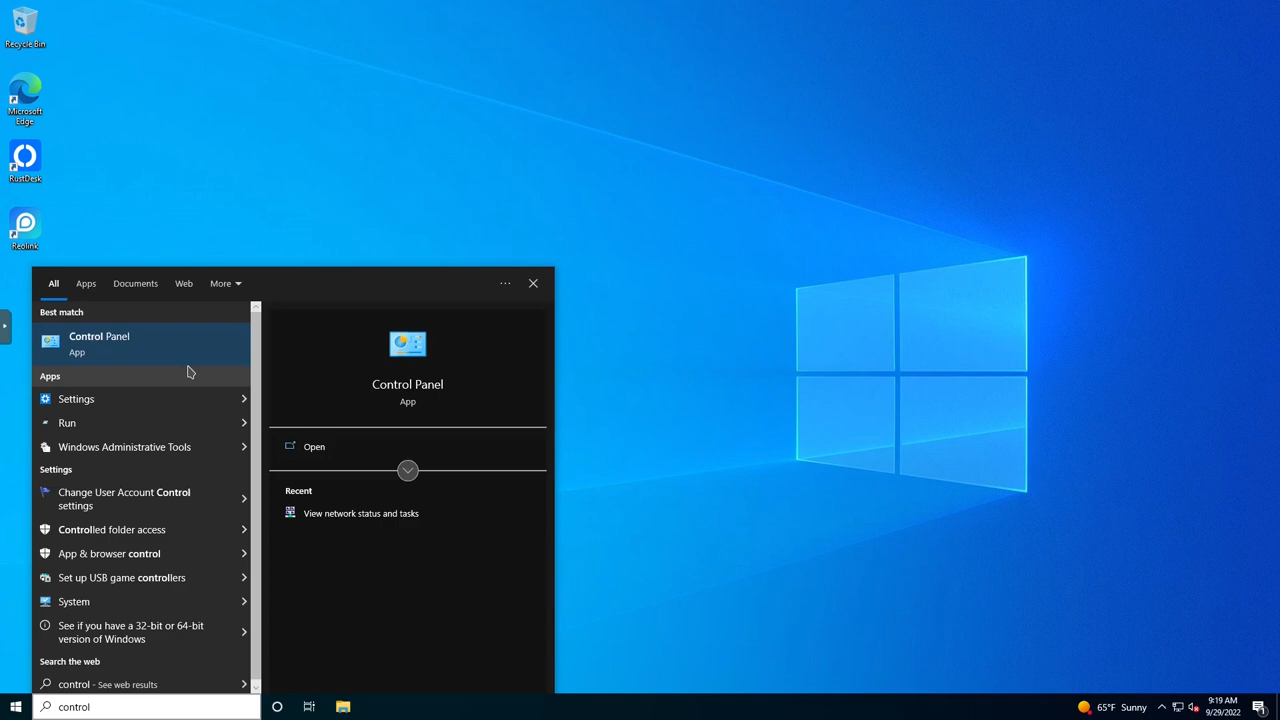 Recycle Bin
Microsoft
Edge
RustDesk
Reolink
All Apps Documents Web More
Best match
Control Panel
App
Apps
Settings
Run
Windows Administrative Tools
Settings
Change User Account Control
settings
Controlled folder access
App & browser control
Set up USB game controllers
System
See if you have a 32-bit or 64-bit
version of Windows
Search the web
control - See web results
control
Control Panel
App
Open
Recent
View network status and tasks
65°F Sunny
9:19 AM
9/29/2022
1